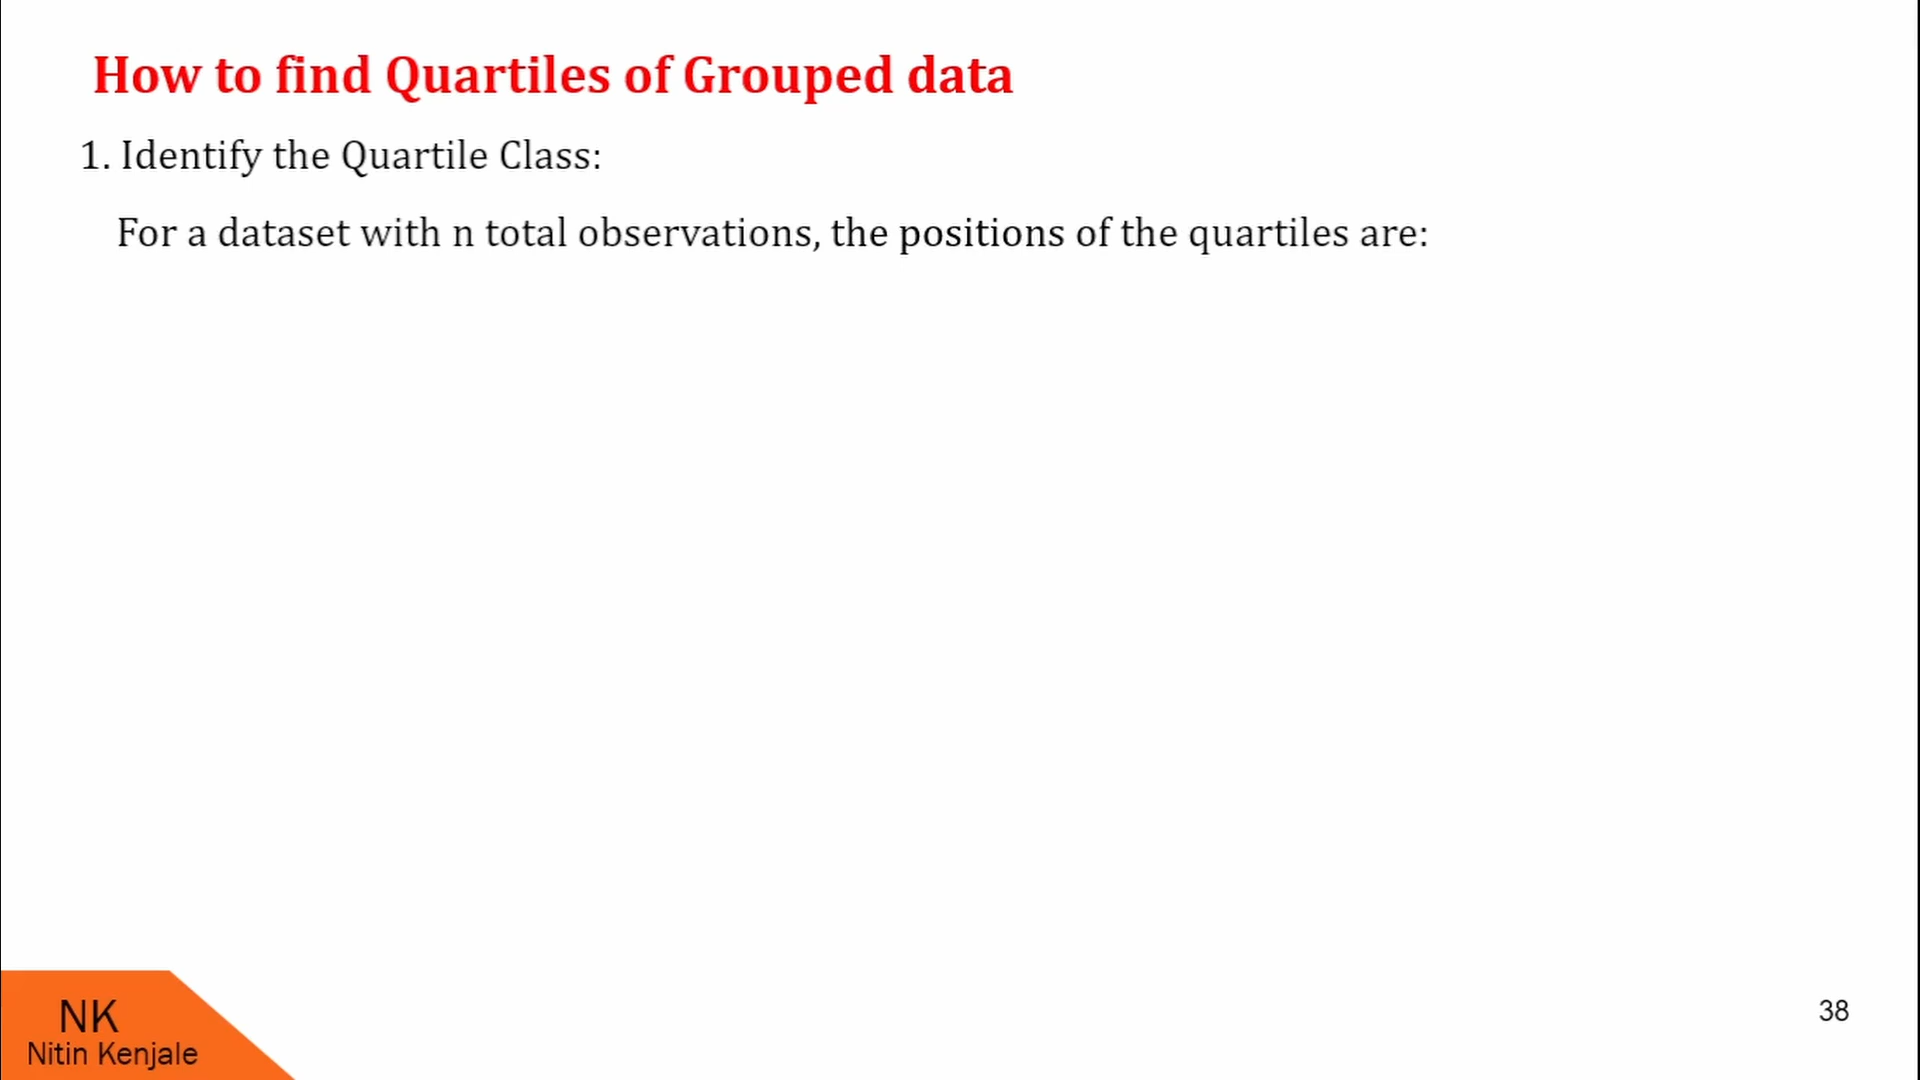 How to find Quartiles of Grouped data
1. Identify the Quartile Class:
For a dataset with n total observations, the positions of the quartiles are:
NK
Nitin Kenjale
38